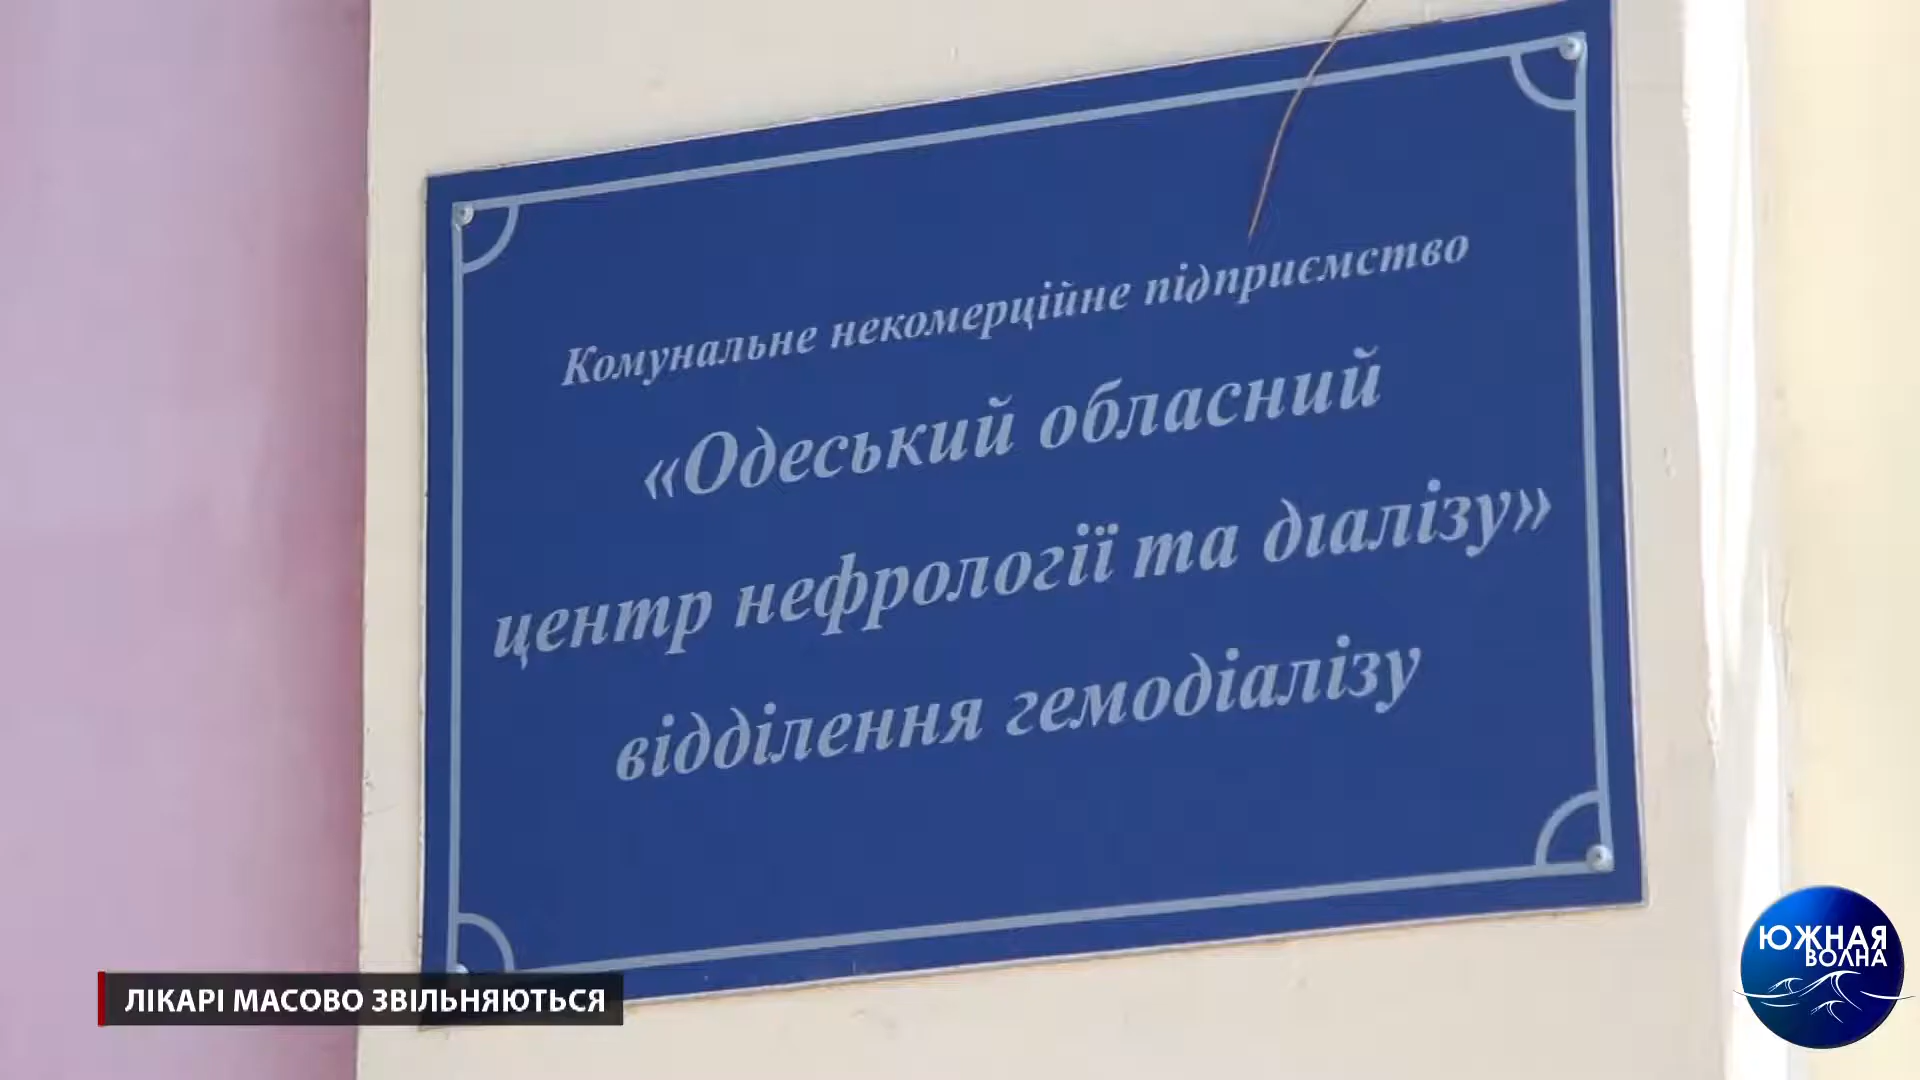 Комунальне некомерційне підприємство
«Одеський обласний
центр нефрології та діалізу»
відділення гемодіалізу
ЛІКАРІ МАСОВО ЗВІЛЬНЯЮТЬСЯ
ЮЖНАЯ
ВОЛНА